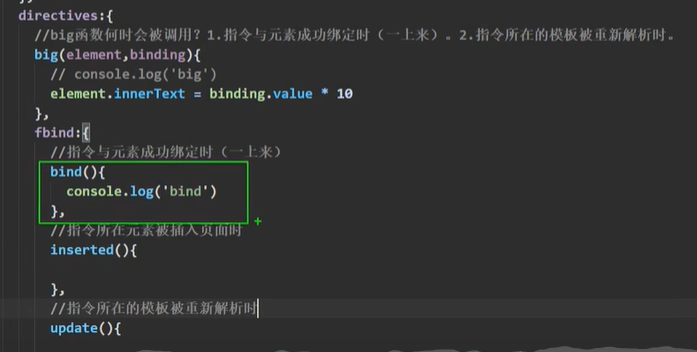 directives:{
//big函数何时会被调用？1.指令与元素成功绑定时（一上来）。2.指令所在的模板被重新解析时。
big(element,binding){
// console.log('big')
element.innerText = binding.value * 10
},
fbind:{
//指令与元素成功绑定时（一上来）
bind(){
console.log('bind')
},
//指令所在元素被插入页面时
inserted(){
},
//指令所在的模板被重新解析时
update(){